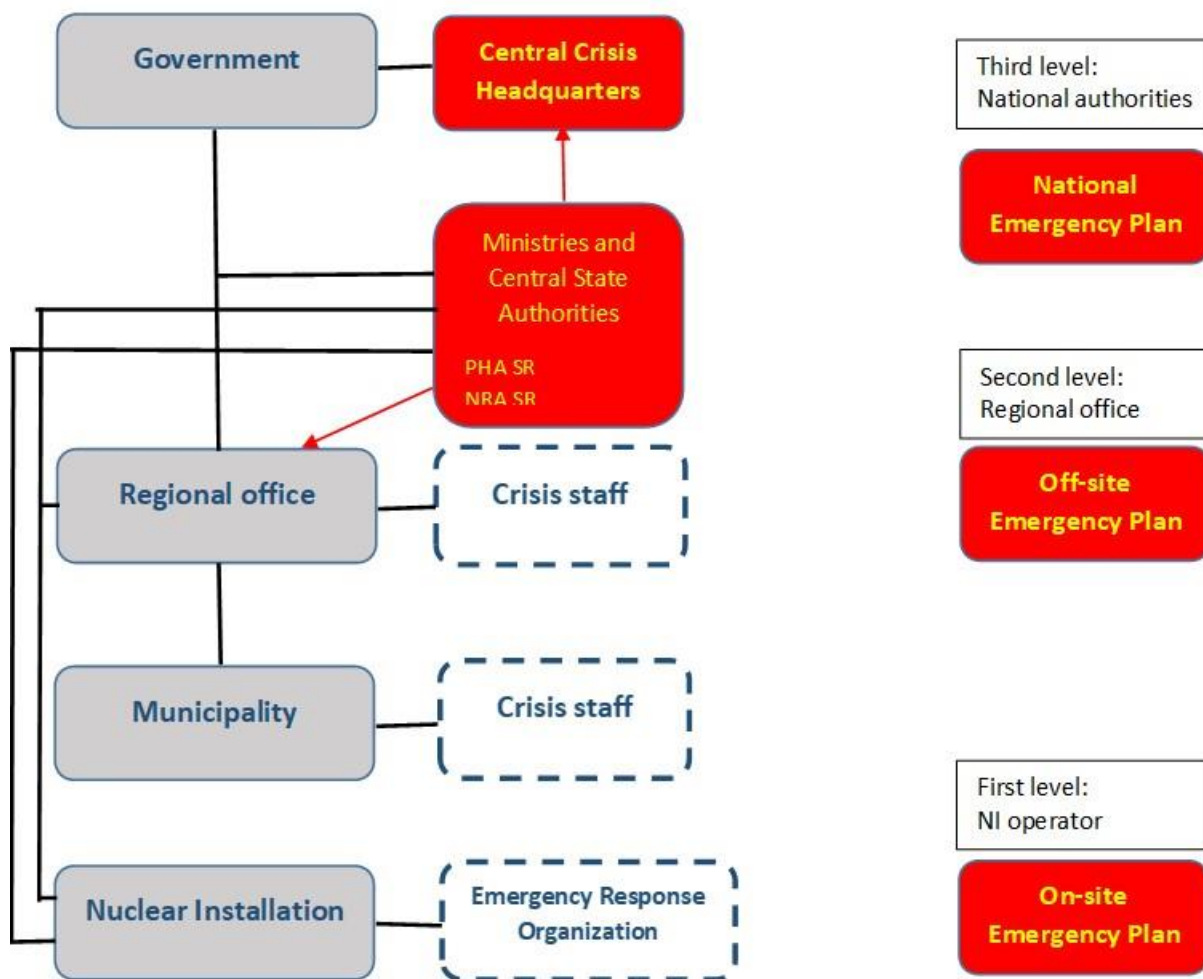 Government
Central Crisis
Headquarters
Third level:
National authorities
National
Emergency Plan
Ministries and
Central State
Authorities
PHA SR
NRA SR
Second level:
Regional office
Regional office
Crisis staff
Off-site
Emergency Plan
Municipality
Crisis staff
First level:
NI operator
Nuclear Installation
Emergency Response
Organization
On-site
Emergency Plan